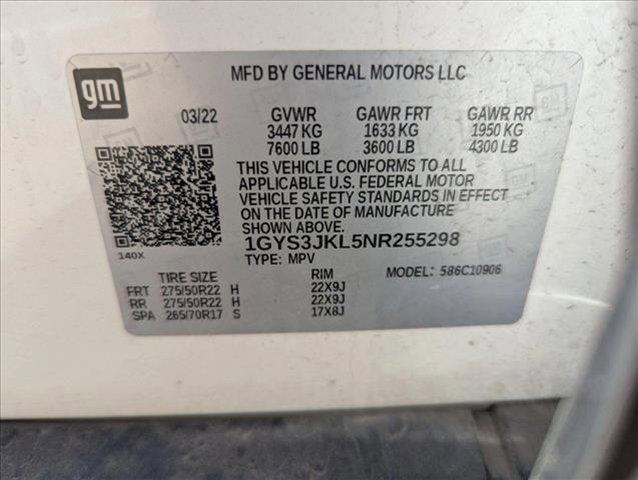 gm
MFD BY GENERAL MOTORS LLC
03/22 GVWR GAWR FRT GAWR RR
3447 KG 1633 KG 1950 KG
7600 LB 3600 LB 4300 LB
THIS VEHICLE CONFORMS TO ALL
APPLICABLE U.S. FEDERAL MOTOR
VEHICLE SAFETY STANDARDS IN EFFECT
ON THE DATE OF MANUFACTURE
SHOWN ABOVE.
140X
1GYS3JKL5NR255298
TYPE: MPV MODEL: 586C10906
TIRE SIZE RIM
FRT 275/50R22 H 22X9J
RR 275/50R22 H 22X9J
SPA 265/70R17 S 17X8J